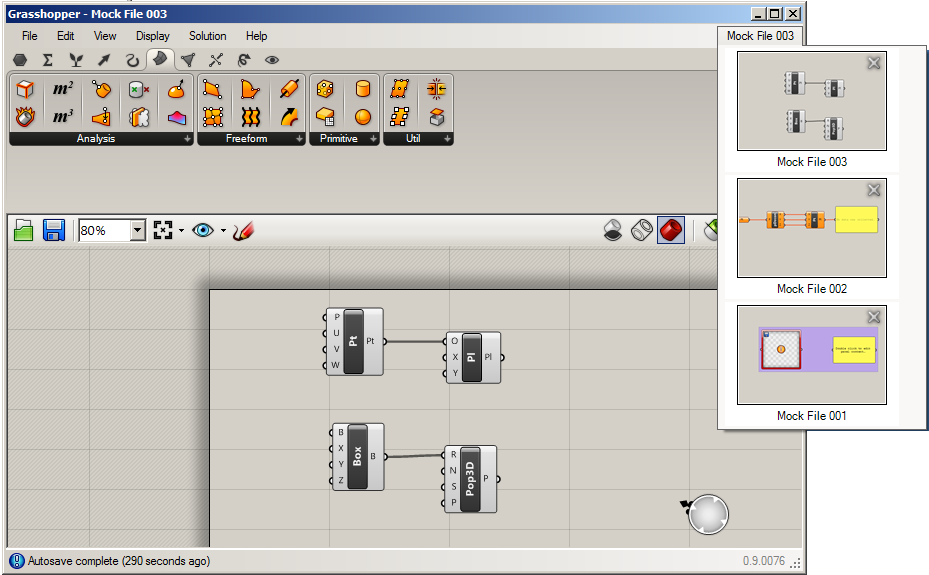 Grasshopper - Mock File 003
File Edit View Display Solution Help
Mock File 003
m²
m³
Analysis Freeform Primitive Util
80%
Mock File 003
Mock File 002
Mock File 001
P
U
V
W
Pt
Pt
O
X
Y
Pl
Pl
B
X
Y
Z
Box
B
R
N
S
P
Pop3D
P
Autosave complete (290 seconds ago)
0.9.0076